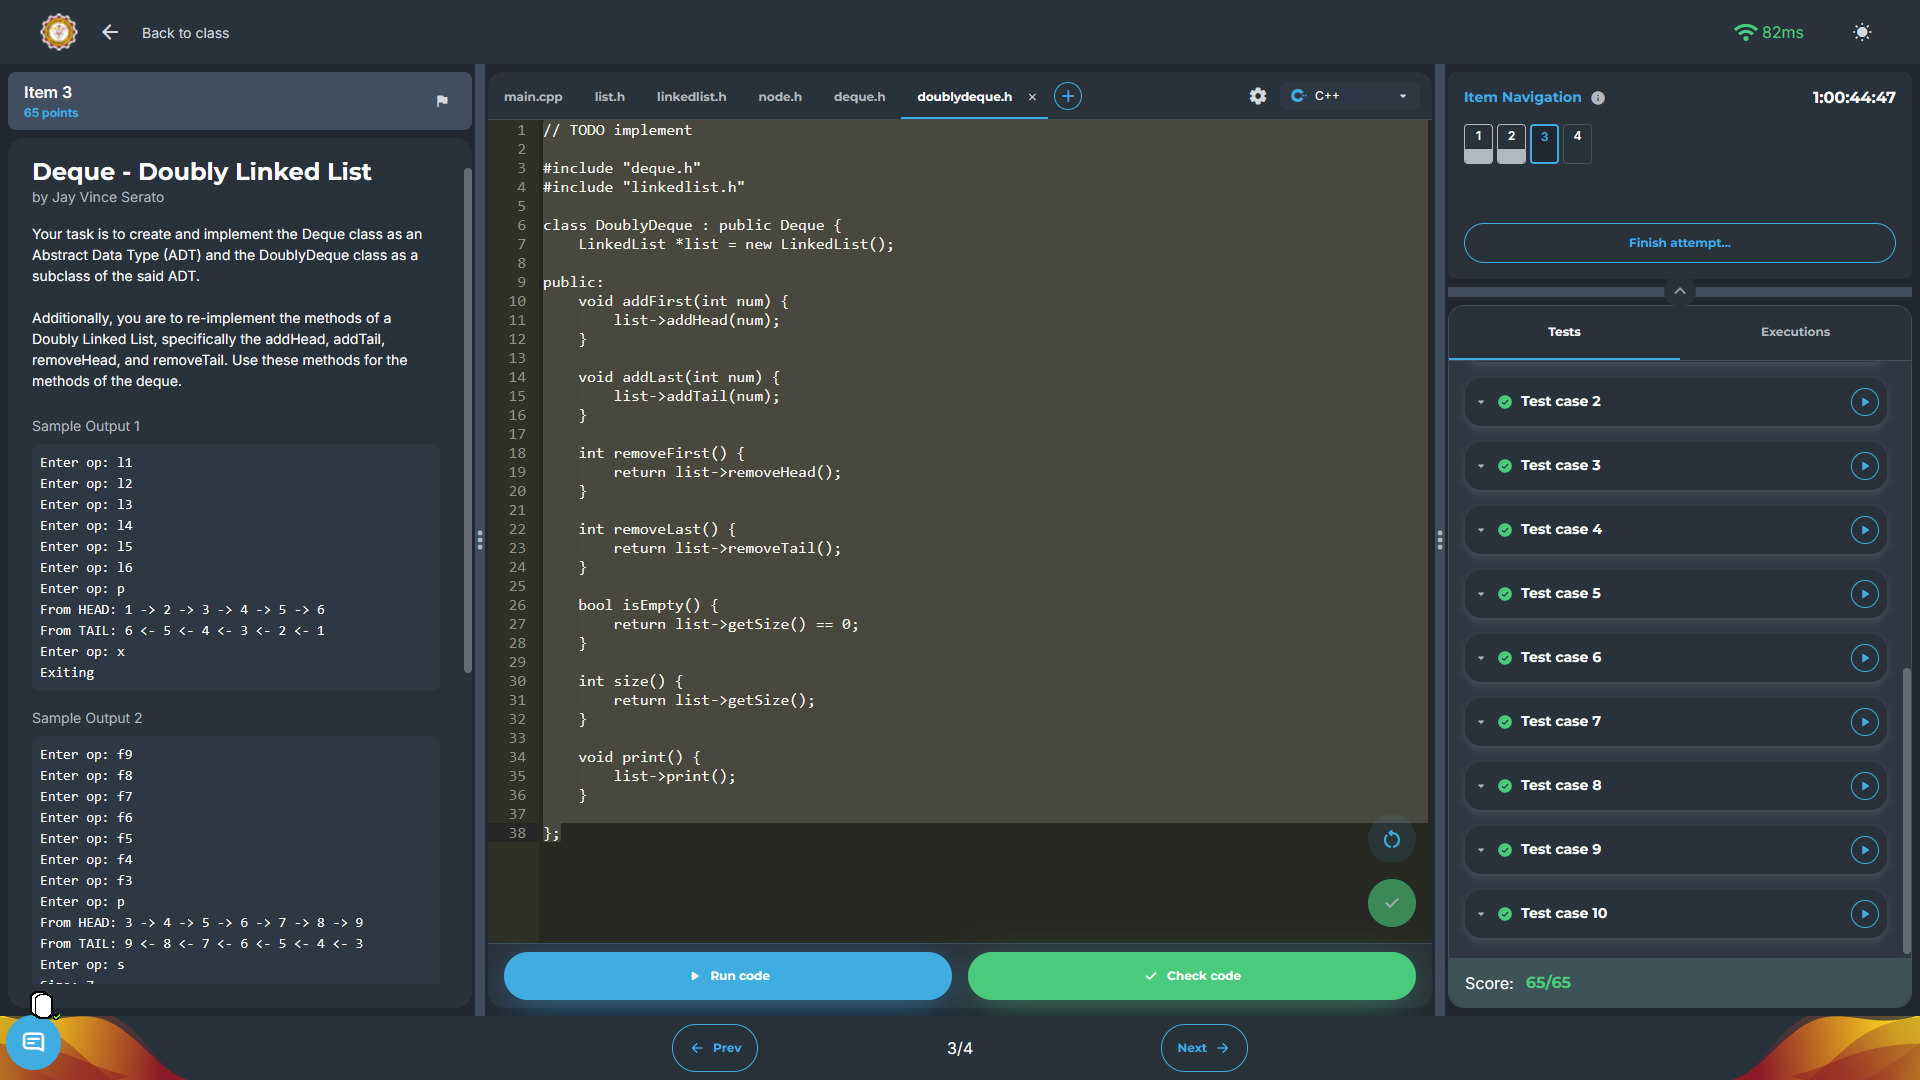 Back to class
82ms
Item 3
65 points
Deque - Doubly Linked List
by Jay Vince Serato
Your task is to create and implement the Deque class as an
Abstract Data Type (ADT) and the DoublyDeque class as a
subclass of the said ADT.
Additionally, you are to re-implement the methods of a
Doubly Linked List, specifically the addHead, addTail,
removeHead, and removeTail. Use these methods for the
methods of the deque.
Sample Output 1
Enter op: l1
Enter op: l2
Enter op: l3
Enter op: l4
Enter op: l5
Enter op: l6
Enter op: p
From HEAD: 1 -> 2 -> 3 -> 4 -> 5 -> 6
From TAIL: 6 <- 5 <- 4 <- 3 <- 2 <- 1
Enter op: x
Exiting
Sample Output 2
Enter op: f9
Enter op: f8
Enter op: f7
Enter op: f6
Enter op: f5
Enter op: f4
Enter op: f3
Enter op: p
From HEAD: 3 -> 4 -> 5 -> 6 -> 7 -> 8 -> 9
From TAIL: 9 <- 8 <- 7 <- 6 <- 5 <- 4 <- 3
Enter op: s
main.cpp list.h linkedlist.h node.h deque.h doublydeque.h × + C++
1 // TODO implement
2
3 #include "deque.h"
4 #include "linkedlist.h"
5
6 class DoublyDeque : public Deque {
7 LinkedList *list = new LinkedList();
8
9 public:
10 void addFirst(int num) {
11 list->addHead(num);
12 }
13
14 void addLast(int num) {
15 list->addTail(num);
16 }
17
18 int removeFirst() {
19 return list->removeHead();
20 }
21
22 int removeLast() {
23 return list->removeTail();
24 }
25
26 bool isEmpty() {
27 return list->getSize() == 0;
28 }
29
30 int size() {
31 return list->getSize();
32 }
33
34 void print() {
35 list->print();
36 }
37
38 };
Run code
Check code
Prev
3/4
Next
Item Navigation
1:00:44:47
1 2 3 4
Finish attempt...
Tests
Executions
Test case 2
Test case 3
Test case 4
Test case 5
Test case 6
Test case 7
Test case 8
Test case 9
Test case 10
Score: 65/65